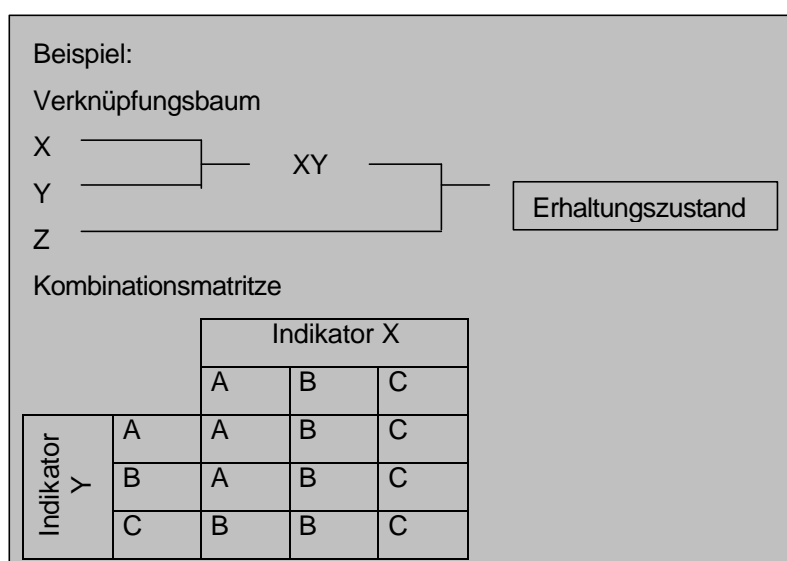 Beispiel:
Verknüpfungsbaum
X
XY
Y
Erhaltungszustand
Z
Kombinationsmatritze
Indikator X
A B C
Indikator
Y
A A B C
B A B C
C B B C